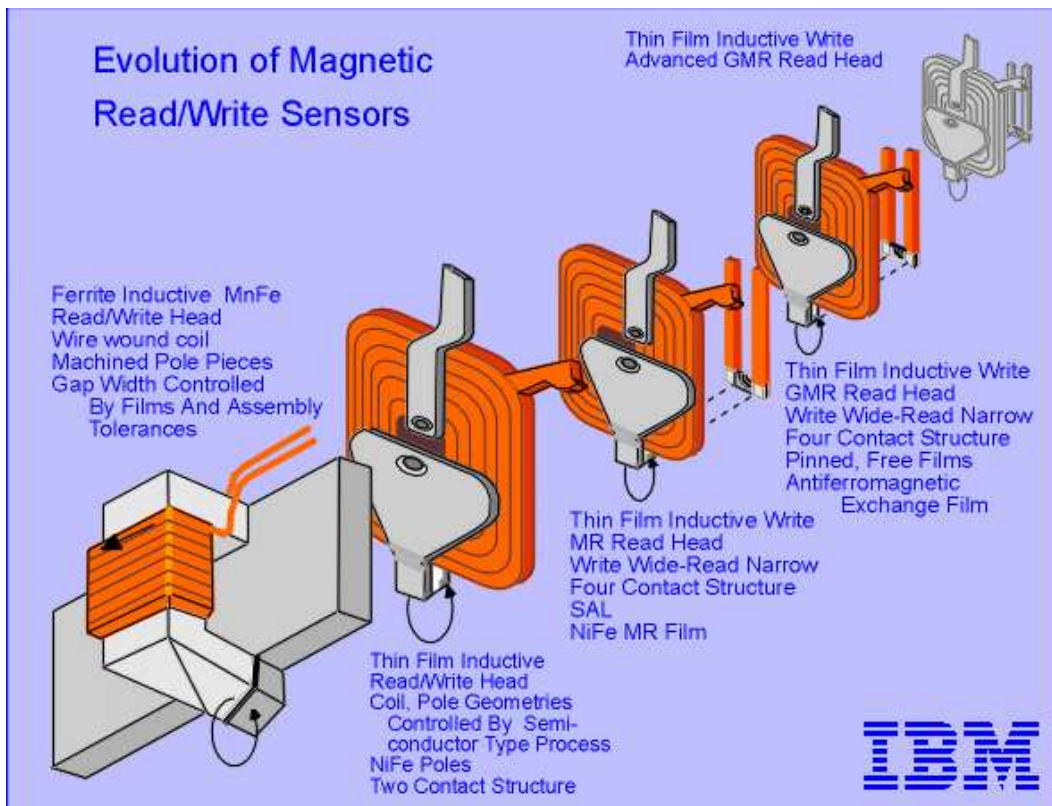 Evolution of Magnetic
Read/Write Sensors
Thin Film Inductive Write
Advanced GMR Read Head
Ferrite Inductive MnFe
Read/Write Head
Wire wound coil
Machined Pole Pieces
Gap Width Controlled
By Films And Assembly
Tolerances
Thin Film Inductive
Read/Write Head
Coil, Pole Geometries
Controlled By Semi-
conductor Type Process
NiFe Poles
Two Contact Structure
Thin Film Inductive Write
MR Read Head
Write Wide-Read Narrow
Four Contact Structure
SAL
NiFe MR Film
Thin Film Inductive Write
GMR Read Head
Write Wide-Read Narrow
Four Contact Structure
Pinned, Free Films
Antiferromagnetic
Exchange Film
IBM